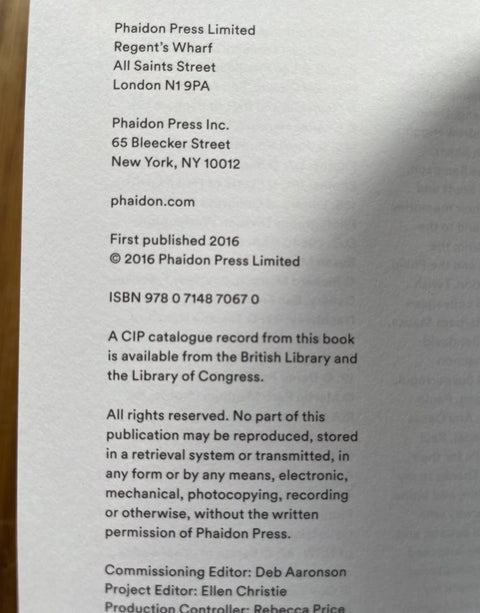 Phaidon Press Limited
Regent's Wharf
All Saints Street
London N1 9PA
Phaidon Press Inc.
65 Bleecker Street
New York, NY 10012
phaidon.com
First published 2016
© 2016 Phaidon Press Limited
ISBN 978 0 7148 7067 0
A CIP catalogue record from this book
is available from the British Library and
the Library of Congress.
All rights reserved. No part of this
publication may be reproduced, stored
in a retrieval system or transmitted, in
any form or by any means, electronic,
mechanical, photocopying, recording
or otherwise, without the written
permission of Phaidon Press.
Commissioning Editor: Deb Aaronson
Project Editor: Ellen Christie
Production Controller: Rebecca Price